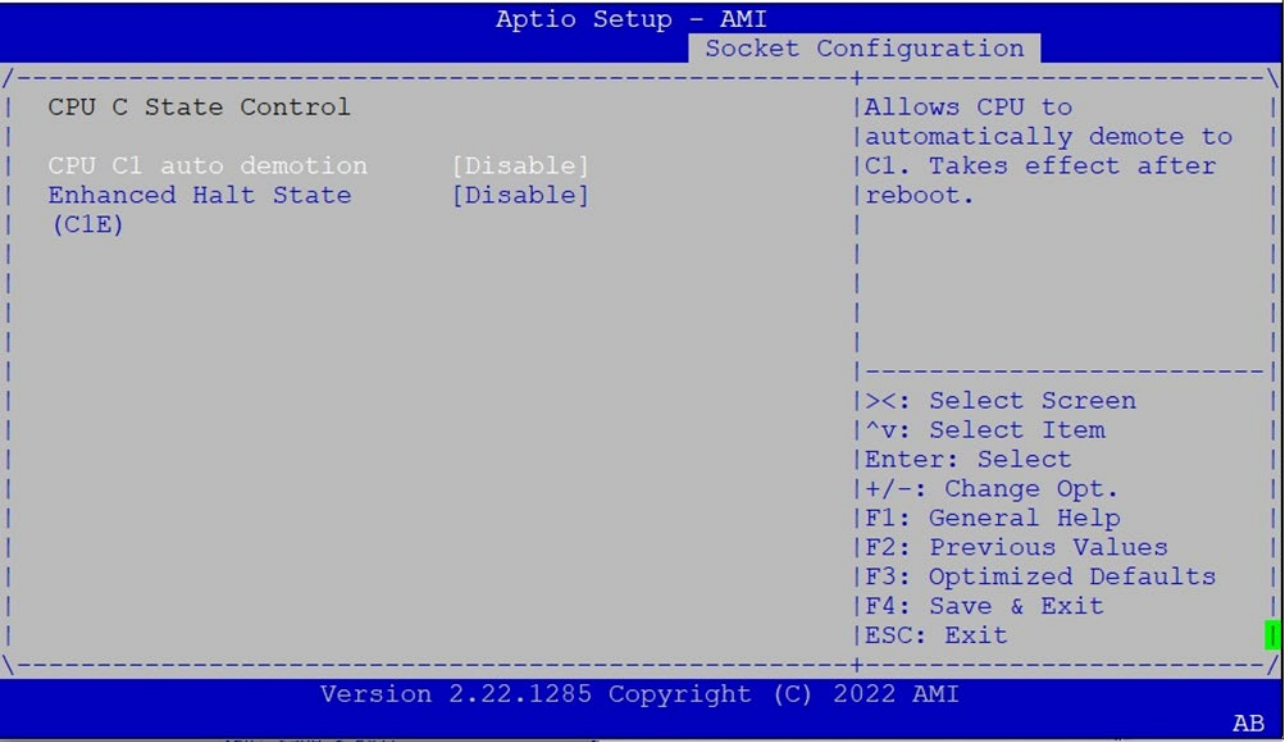 Aptio Setup - AMI
Socket Configuration
CPU C State Control
CPU C1 auto demotion [Disable]
Enhanced Halt State [Disable]
(C1E)
Allows CPU to
automatically demote to
C1. Takes effect after
reboot.
><: Select Screen
^v: Select Item
Enter: Select
+/-: Change Opt.
F1: General Help
F2: Previous Values
F3: Optimized Defaults
F4: Save & Exit
ESC: Exit
Version 2.22.1285 Copyright (C) 2022 AMI
AB